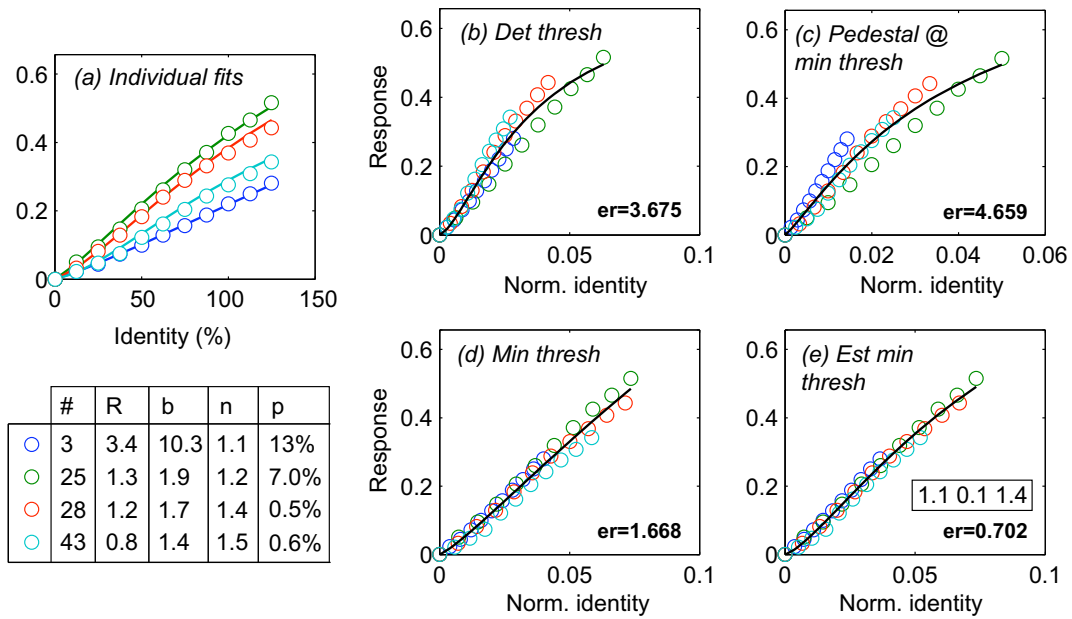 (a) Individual fits
0.6
0.4
0.2
0
0
50
100
150
Identity (%)
# R b n p
3 3.4 10.3 1.1 13%
25 1.3 1.9 1.2 7.0%
28 1.2 1.7 1.4 0.5%
43 0.8 1.4 1.5 0.6%
(b) Det thresh
Response
0.6
0.4
0.2
0
er=3.675
0
0.05
0.1
Norm. identity
(c) Pedestal @
min thresh
0.6
0.4
0.2
0
er=4.659
0
0.02
0.04
0.06
Norm. identity
(d) Min thresh
Response
0.6
0.4
0.2
0
er=1.668
0
0.05
0.1
Norm. identity
(e) Est min
thresh
0.6
0.4
0.2
0
1.1 0.1 1.4
er=0.702
0
0.05
0.1
Norm. identity